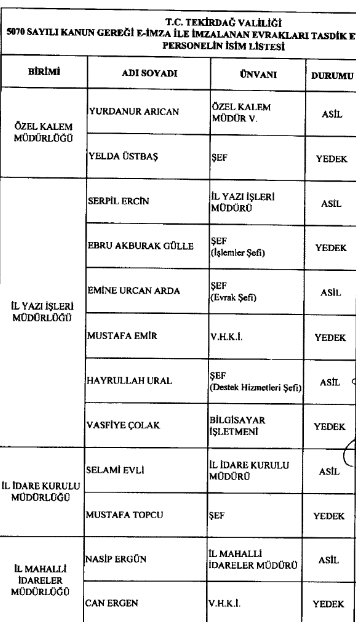 T.C. TEKİRDAĞ VALİLİĞİ
5070 SAYILI KANUN GEREĞİ E-İMZA İLE İMZALANAN EVRAKLARI TASDİK E
PERSONELİN İSİM LİSTESİ
BİRİMİ ADI SOYADI ÜNVANI DURUMU
ÖZEL KALEM
MÜDÜRLÜĞÜ
YURDANUR ARICAN
ÖZEL KALEM
MÜDÜR V.
ASİL
YELDA ÜSTBAŞ
ŞEF
YEDEK
İL YAZI İŞLERİ
MÜDÜRLÜĞÜ
SERPİL ERCİN
İL YAZI İŞLERİ
MÜDÜRÜ
ASİL
EBRU AKBURAK GÜLLE
ŞEF
(İşlemler Şefi)
YEDEK
EMİNE URCAN ARDA
ŞEF
(Evrak Şefi)
ASİL
MUSTAFA EMİR
V.H.K.İ.
YEDEK
HAYRULLAH URAL
ŞEF
(Destek Hizmetleri Şefi)
ASİL
VASFİYE ÇOLAK
BİLGİSAYAR
İŞLETMENİ
YEDEK
İL İDARE KURULU
MÜDÜRLÜĞÜ
SELAMİ EVLİ
İL İDARE KURULU
MÜDÜRÜ
ASİL
MUSTAFA TOPCU
ŞEF
YEDEK
İL MAHALLİ
İDARELER
MÜDÜRLÜĞÜ
NASİP ERGÜN
İL MAHALLİ
İDARELER MÜDÜRÜ
ASİL
CAN ERGEN
V.H.K.İ.
YEDEK